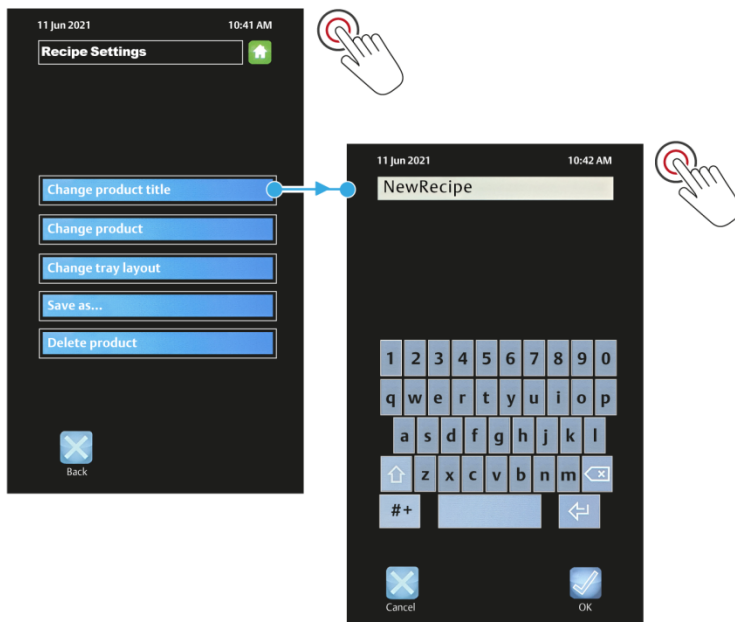 11 Jun 2021 10:41 AM
Recipe Settings
Change product title
Change product
Change tray layout
Save as...
Delete product
Back
11 Jun 2021 10:42 AM
NewRecipe
1 2 3 4 5 6 7 8 9 0
q w e r t y u i o p
a s d f g h j k l
z x c v b n m
#+
Cancel OK